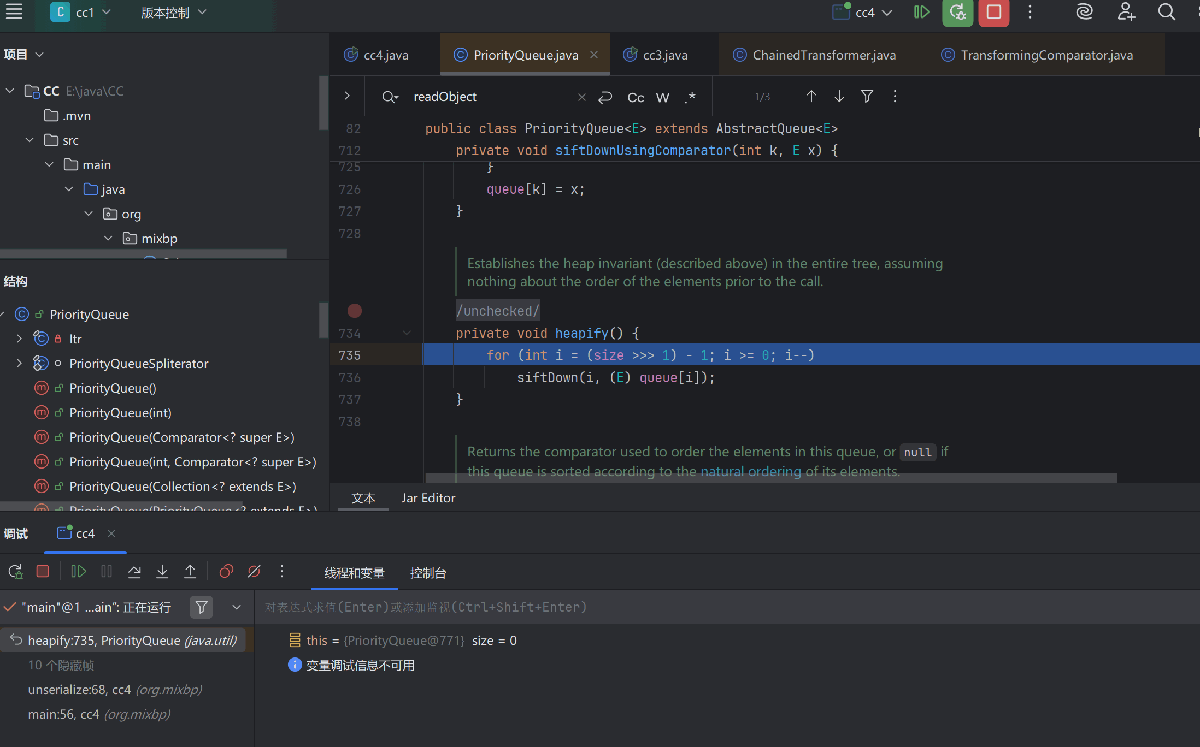 C cc1 版本控制 cc4
项目
CC E:\java\CC
.mvn
src
main
java
org
mixbp
结构
PriorityQueue
Itr
PriorityQueueSpliterator
PriorityQueue()
PriorityQueue(int)
PriorityQueue(Comparator<? super E>)
PriorityQueue(int, Comparator<? super E>)
PriorityQueue(Collection<? extends E>)
PriorityQueue(PriorityQueue<? extends E>)
cc4.java PriorityQueue.java cc3.java ChainedTransformer.java TransformingComparator.java
readObject Cc W .* 1/3
82 public class PriorityQueue<E> extends AbstractQueue<E>
712 private void siftDownUsingComparator(int k, E x) {
725 }
726 queue[k] = x;
727 }
728
Establishes the heap invariant (described above) in the entire tree, assuming
nothing about the order of the elements prior to the call.
/unchecked/
734 private void heapify() {
735 for (int i = (size >>> 1) - 1; i >= 0; i--)
736 siftDown(i, (E) queue[i]);
737 }
738
Returns the comparator used to order the elements in this queue, or null if
this queue is sorted according to the natural ordering of its elements.
文本 Jar Editor
调试 cc4
线程和变量 控制台
"main"@1 ...ain": 正在运行
对表达式求值(Enter)或添加监视(Ctrl+Shift+Enter)
heapify:735, PriorityQueue (java.util)
10 个隐藏帧
unserialize:68, cc4 (org.mixbp)
main:56, cc4 (org.mixbp)
this = {PriorityQueue@771} size = 0
变量调试信息不可用